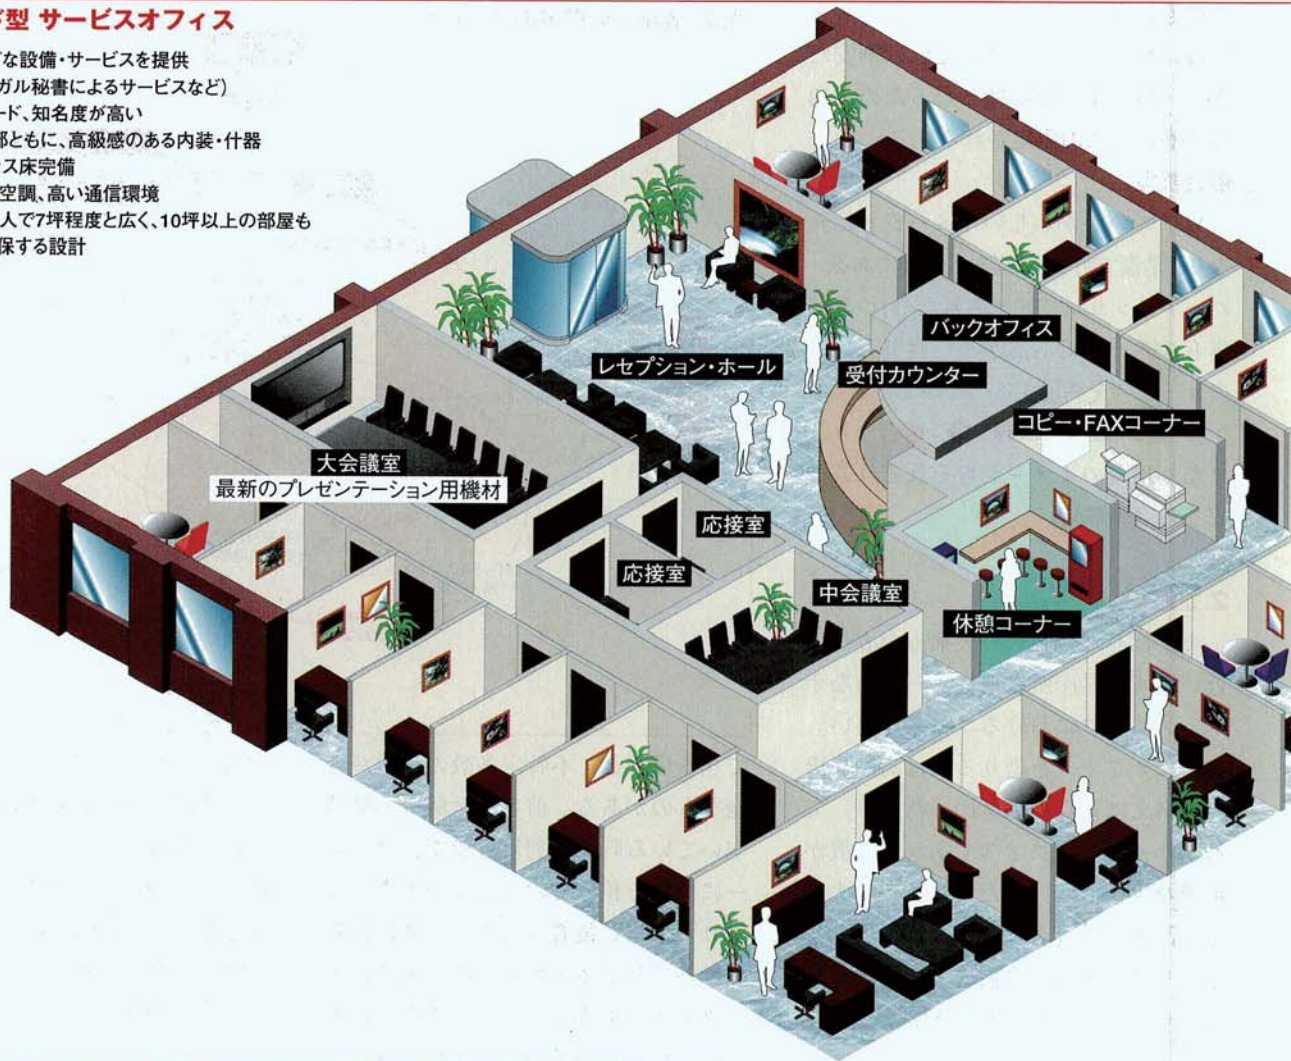 型 サービスオフィス
な設備・サービスを提供
ガル秘書によるサービスなど)
ード、知名度が高い
部ともに、高級感のある内装・什器
ス床完備
空調、高い通信環境
人で7坪程度と広く、10坪以上の部屋も
保する設計
バックオフィス
レセプション・ホール
受付カウンター
コピー・FAXコーナー
大会議室
最新のプレゼンテーション用機材
応接室
応接室
中会議室
休憩コーナー